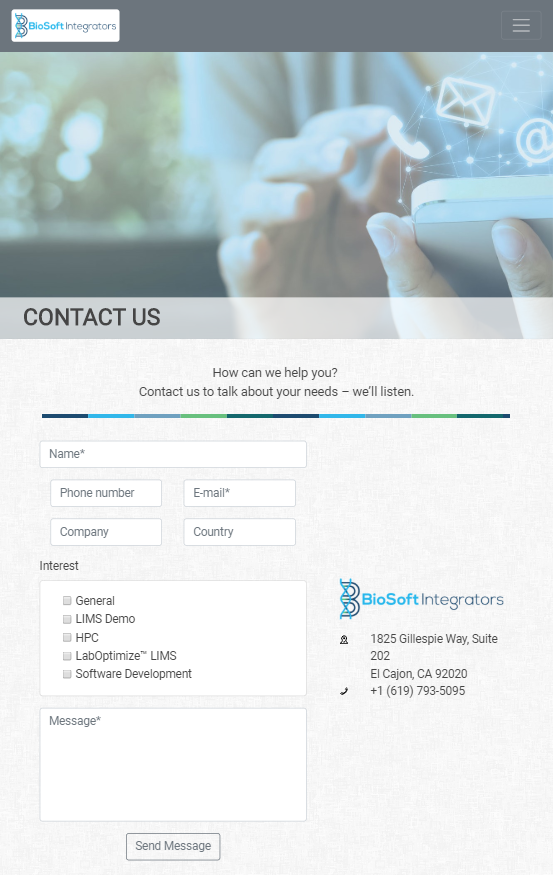 BioSoft Integrators
CONTACT US
How can we help you?
Contact us to talk about your needs – we'll listen.
Name*
Phone number
E-mail*
Company
Country
Interest
General
LIMS Demo
HPC
LabOptimize™ LIMS
Software Development
Message*
Send Message
BioSoft Integrators
1825 Gillespie Way, Suite
202
El Cajon, CA 92020
+1 (619) 793-5095